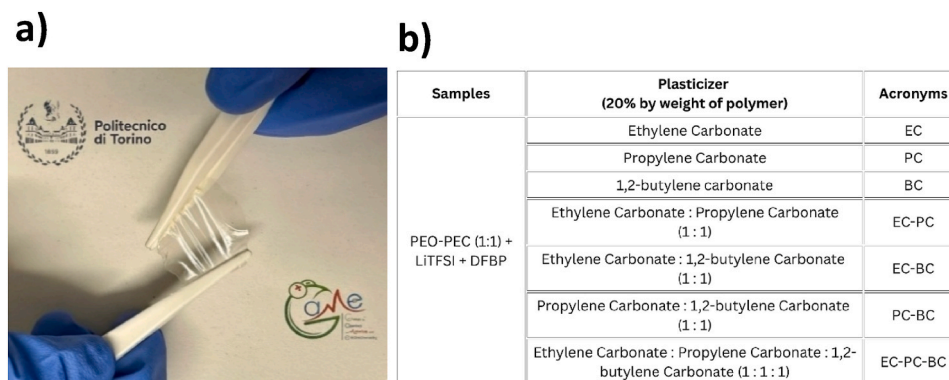 a)
b)
Politecnico
di Torino
1859
Game
Samples
Plasticizer
(20% by weight of polymer)
Acronyms
PEO-PEC (1:1) +
LiTFSI + DFBP
Ethylene Carbonate
EC
Propylene Carbonate
PC
1,2-butylene carbonate
BC
Ethylene Carbonate : Propylene Carbonate
(1 : 1)
EC-PC
Ethylene Carbonate : 1,2-butylene Carbonate
(1 : 1)
EC-BC
Propylene Carbonate : 1,2-butylene Carbonate
(1 : 1)
PC-BC
Ethylene Carbonate : Propylene Carbonate : 1,2-
butylene Carbonate (1 : 1 : 1)
EC-PC-BC